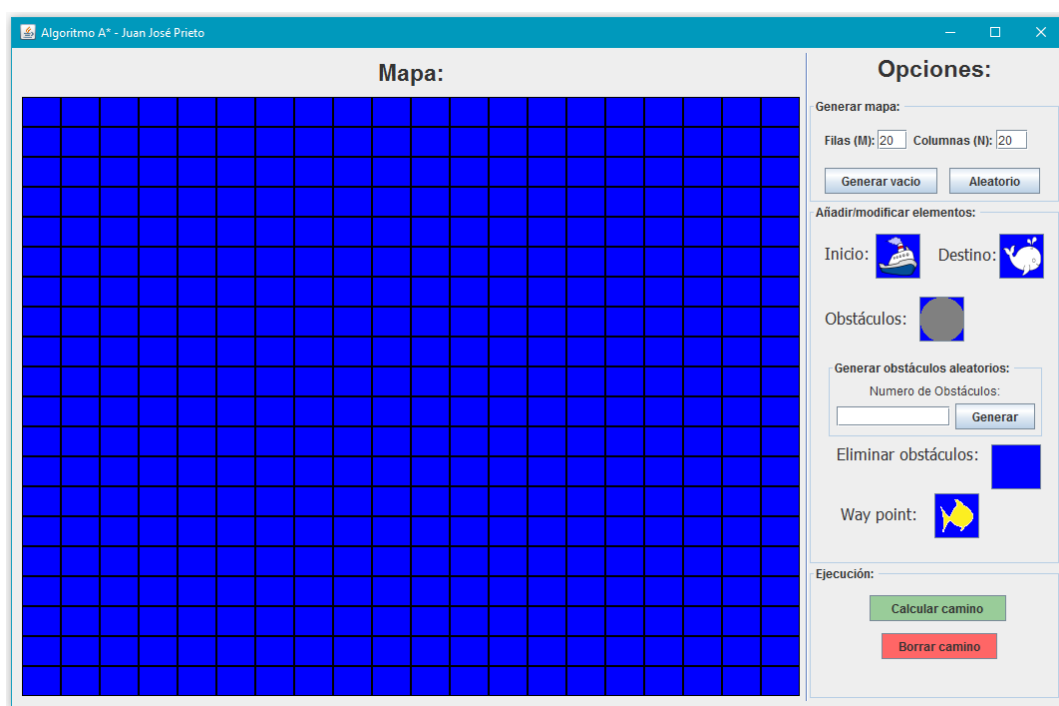 Algoritmo A* - Juan José Prieto
Mapa:
Opciones:
Generar mapa:
Filas (M): 20 Columnas (N): 20
Generar vacio Aleatorio
Añadir/modificar elementos:
Inicio: Destino:
Obstáculos:
Generar obstáculos aleatorios:
Numero de Obstáculos:
Generar
Eliminar obstáculos:
Way point:
Ejecución:
Calcular camino
Borrar camino